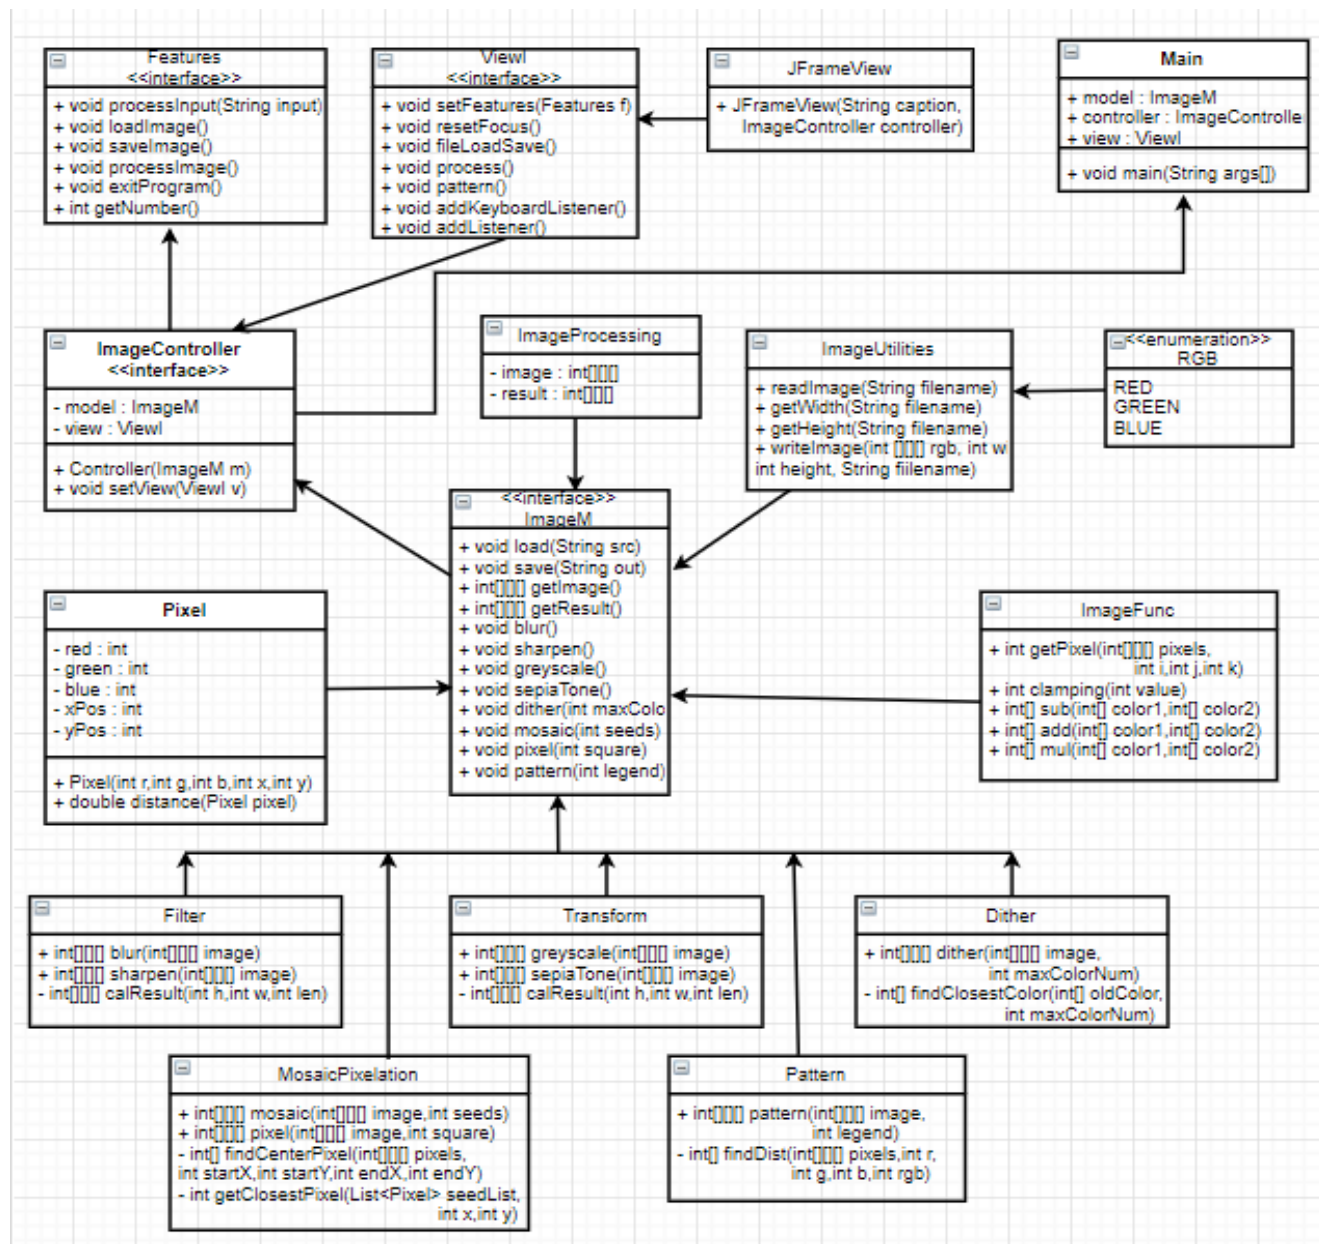 Features
<<interface>>
+ void processInput(String input)
+ void loadImage()
+ void saveImage()
+ void processImage()
+ void exitProgram()
+ int getNumber()
ViewI
<<interface>>
+ void setFeatures(Features f)
+ void resetFocus()
+ void fileLoadSave()
+ void process()
+ void pattern()
+ void addKeyboardListener()
+ void addListener()
JFrameView
+ JFrameView(String caption,
ImageController controller)
Main
+ model : ImageM
+ controller : ImageControlle
+ view : ViewI
+ void main(String args[])
ImageController
<<interface>>
- model : ImageM
- view : ViewI
+ Controller(ImageM m)
+ void setView(ViewI v)
ImageProcessing
- image : int[][][]
- result : int[][][]
ImageUtilities
+ readImage(String filename)
+ getWidth(String filename)
+ getHeight(String filename)
+ writeImage(int [][][] rgb, int w
int height, String fiilename)
<<enumeration>>
RGB
RED
GREEN
BLUE
<<interface>>
ImageM
+ void load(String src)
+ void save(String out)
+ int[][][] getImage()
+ int[][][] getResult()
+ void blur()
+ void sharpen()
+ void greyscale()
+ void sepiaTone()
+ void dither(int maxColo
+ void mosaic(int seeds)
+ void pixel(int square)
+ void pattern(int legend)
Pixel
- red : int
- green : int
- blue : int
- xPos : int
- yPos : int
+ Pixel(int r,int g,int b,int x,int y)
+ double distance(Pixel pixel)
ImageFunc
+ int getPixel(int[][][] pixels,
int i,int j,int k)
+ int clamping(int value)
+ int[] sub(int[] color1,int[] color2)
+ int[] add(int[] color1,int[] color2)
+ int[] mul(int[] color1,int[] color2)
Filter
+ int[][][] blur(int[][][] image)
+ int[][][] sharpen(int[][][] image)
- int[][][] calResult(int h,int w,int len)
Transform
+ int[][][] greyscale(int[][][] image)
+ int[][][] sepiaTone(int[][][] image)
- int[][][] calResult(int h,int w,int len)
Dither
+ int[][][] dither(int[][][] image,
int maxColorNum)
- int[] findClosestColor(int[] oldColor,
int maxColorNum)
MosaicPixelation
+ int[][][] mosaic(int[][][] image,int seeds)
+ int[][][] pixel(int[][][] image,int square)
- int[] findCenterPixel(int[][][] pixels,
int startX,int startY,int endX,int endY)
- int getClosestPixel(List<Pixel> seedList,
int x,int y)
Pattern
+ int[][][] pattern(int[][][] image,
int legend)
- int[] findDist(int[][][] pixels,int r,
int g,int b,int rgb)